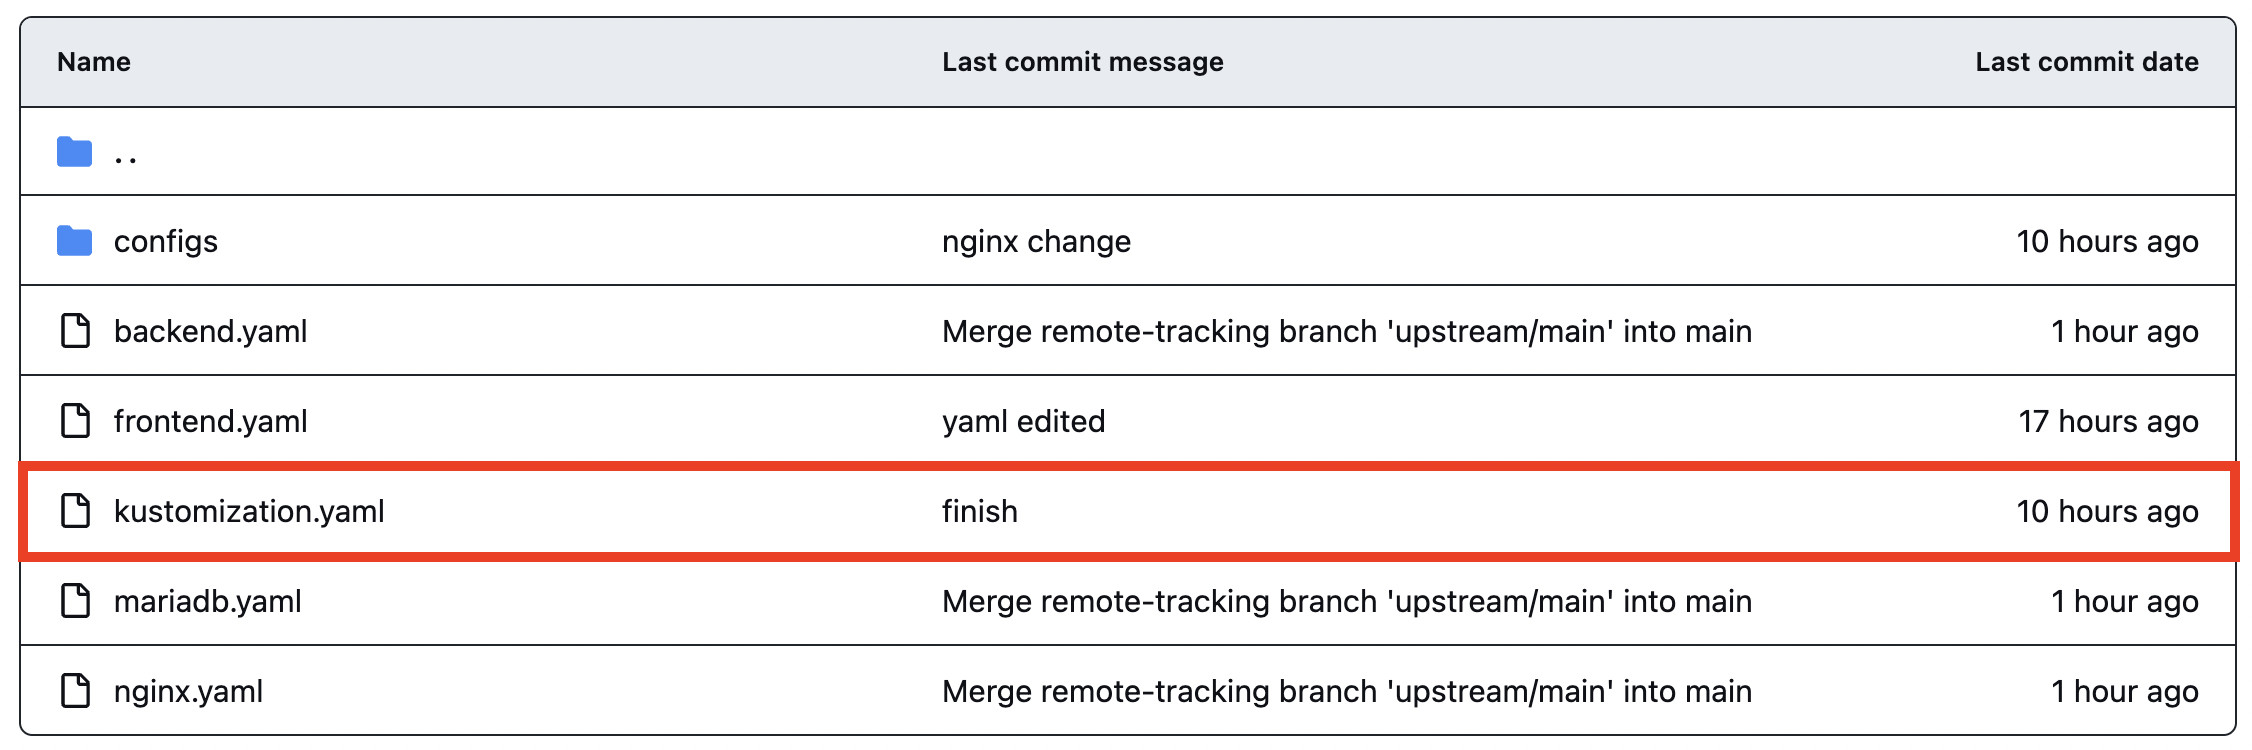 Name Last commit message Last commit date
..
configs nginx change 10 hours ago
backend.yaml Merge remote-tracking branch 'upstream/main' into main 1 hour ago
frontend.yaml yaml edited 17 hours ago
kustomization.yaml finish 10 hours ago
mariadb.yaml Merge remote-tracking branch 'upstream/main' into main 1 hour ago
nginx.yaml Merge remote-tracking branch 'upstream/main' into main 1 hour ago